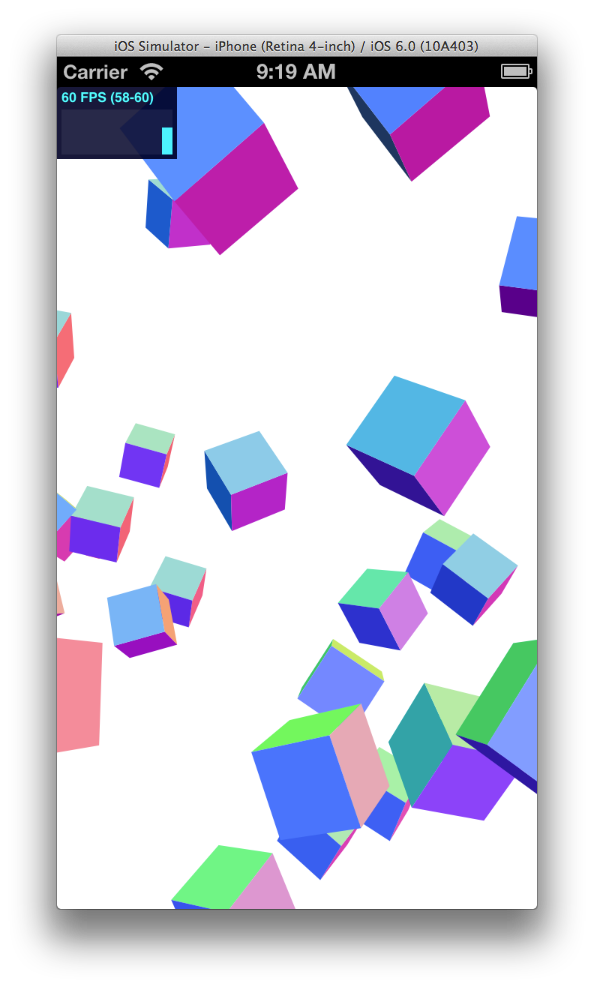 iOS Simulator – iPhone (Retina 4-inch) / iOS 6.0 (10A403)
Carrier 9:19 AM
60 FPS (58-60)